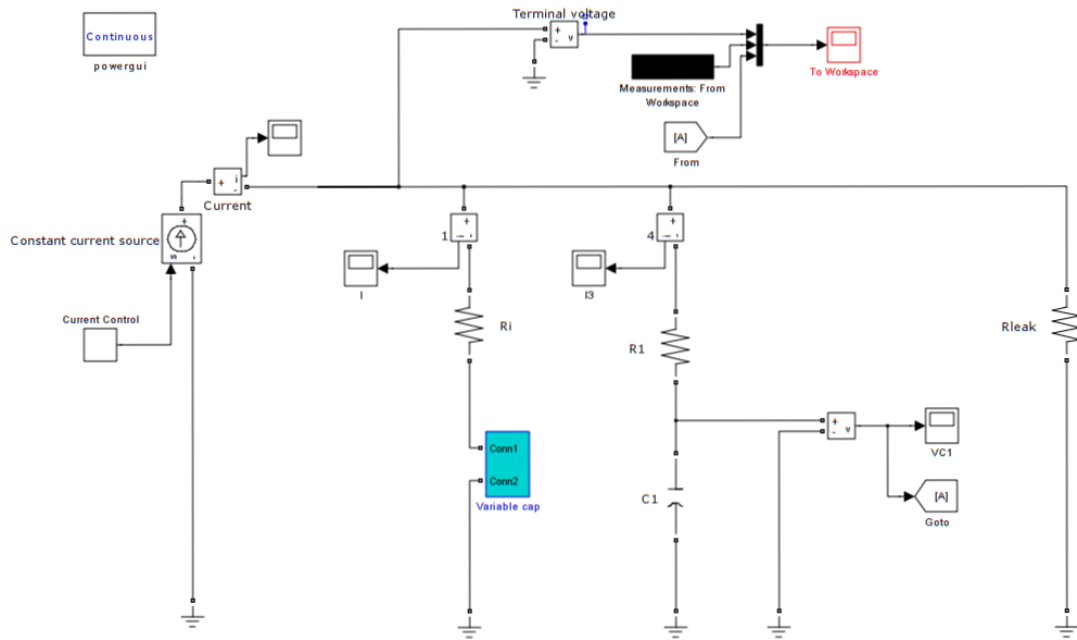 Continuous
powergui
Terminal voltage
+
-
v
Measurements: From
Workspace
To Workspace
[A]
From
+
i
-
Current
Constant current source
+
s
-
Current Control
1
+
i
-
I
4
+
i
-
I3
Ri
R1
Rleak
Conn1
Conn2
Variable cap
C1
+
-
v
VC1
[A]
Goto